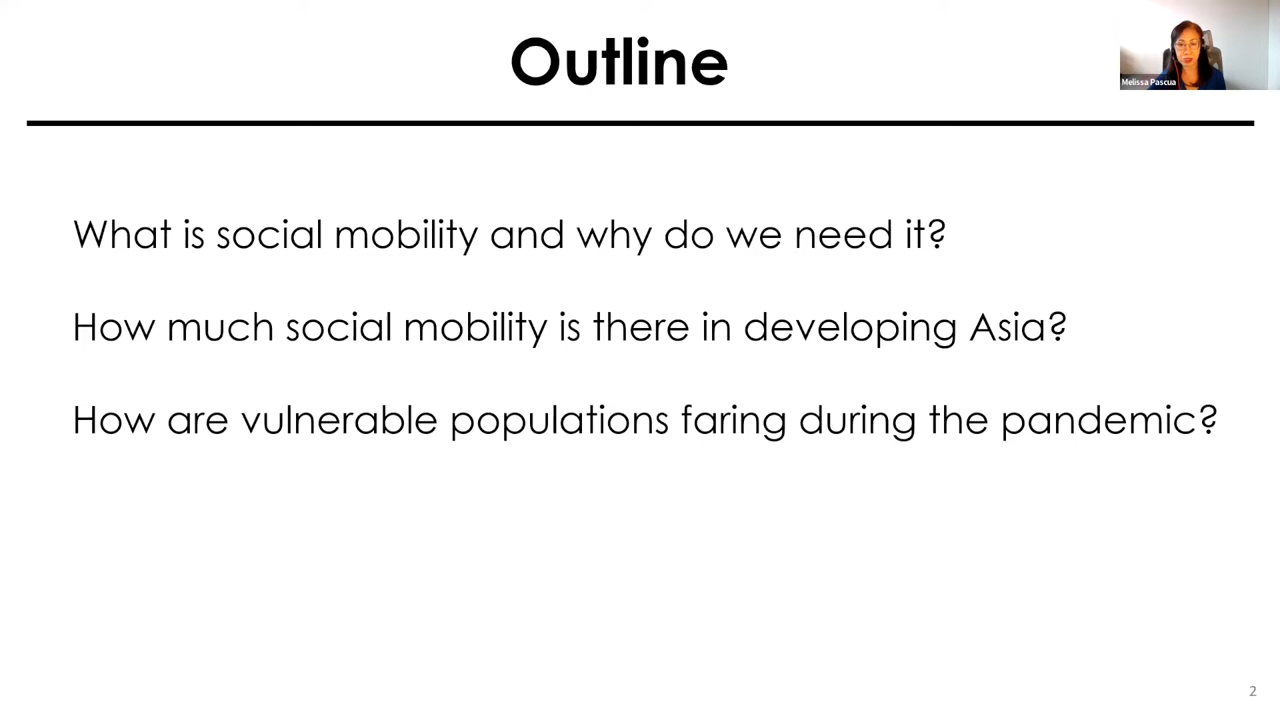 Outline
Melissa Pascua
What is social mobility and why do we need it?
How much social mobility is there in developing Asia?
How are vulnerable populations faring during the pandemic?
2